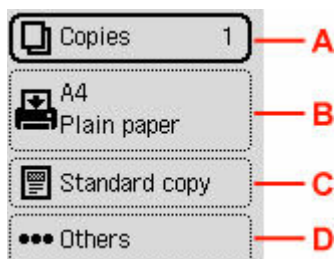 Copies 1 A
A4
Plain paper B
Standard copy C
Others D